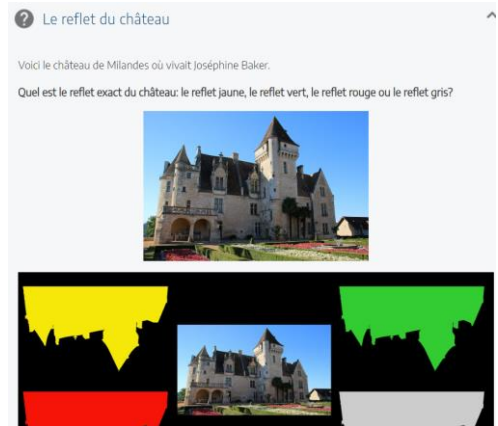 Le reflet du château
Voici le château de Milandes où vivait Joséphine Baker.
Quel est le reflet exact du château: le reflet jaune, le reflet vert, le reflet rouge ou le reflet gris?